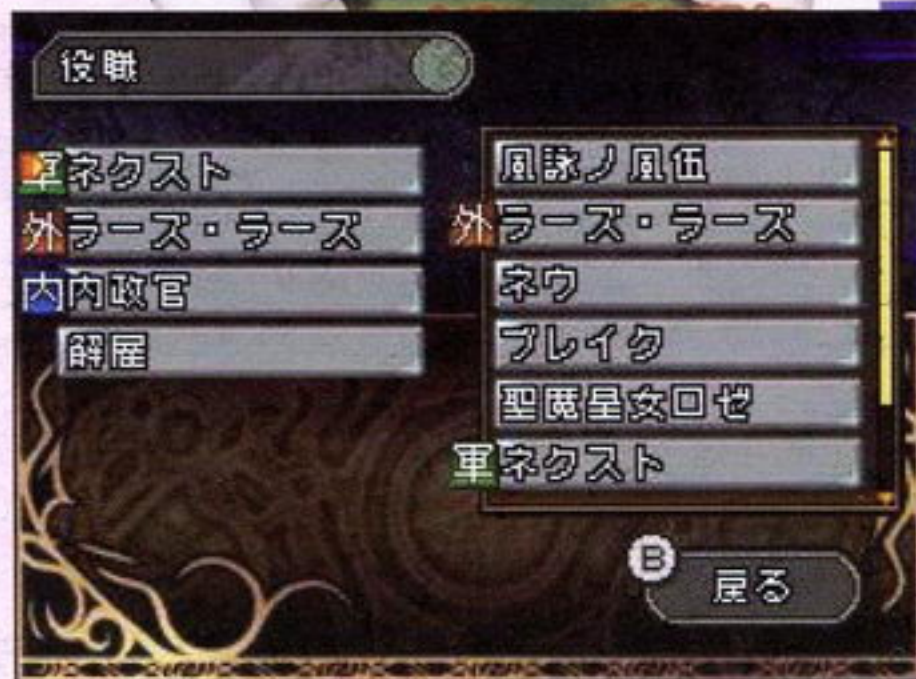 役職
軍ネクスト
外ラーズ・ラーズ
内内政官
解雇
風詠ノ風伍
外ラーズ・ラーズ
ネウ
ブレイク
聖魔皇女ロゼ
軍ネクスト
B
戻る